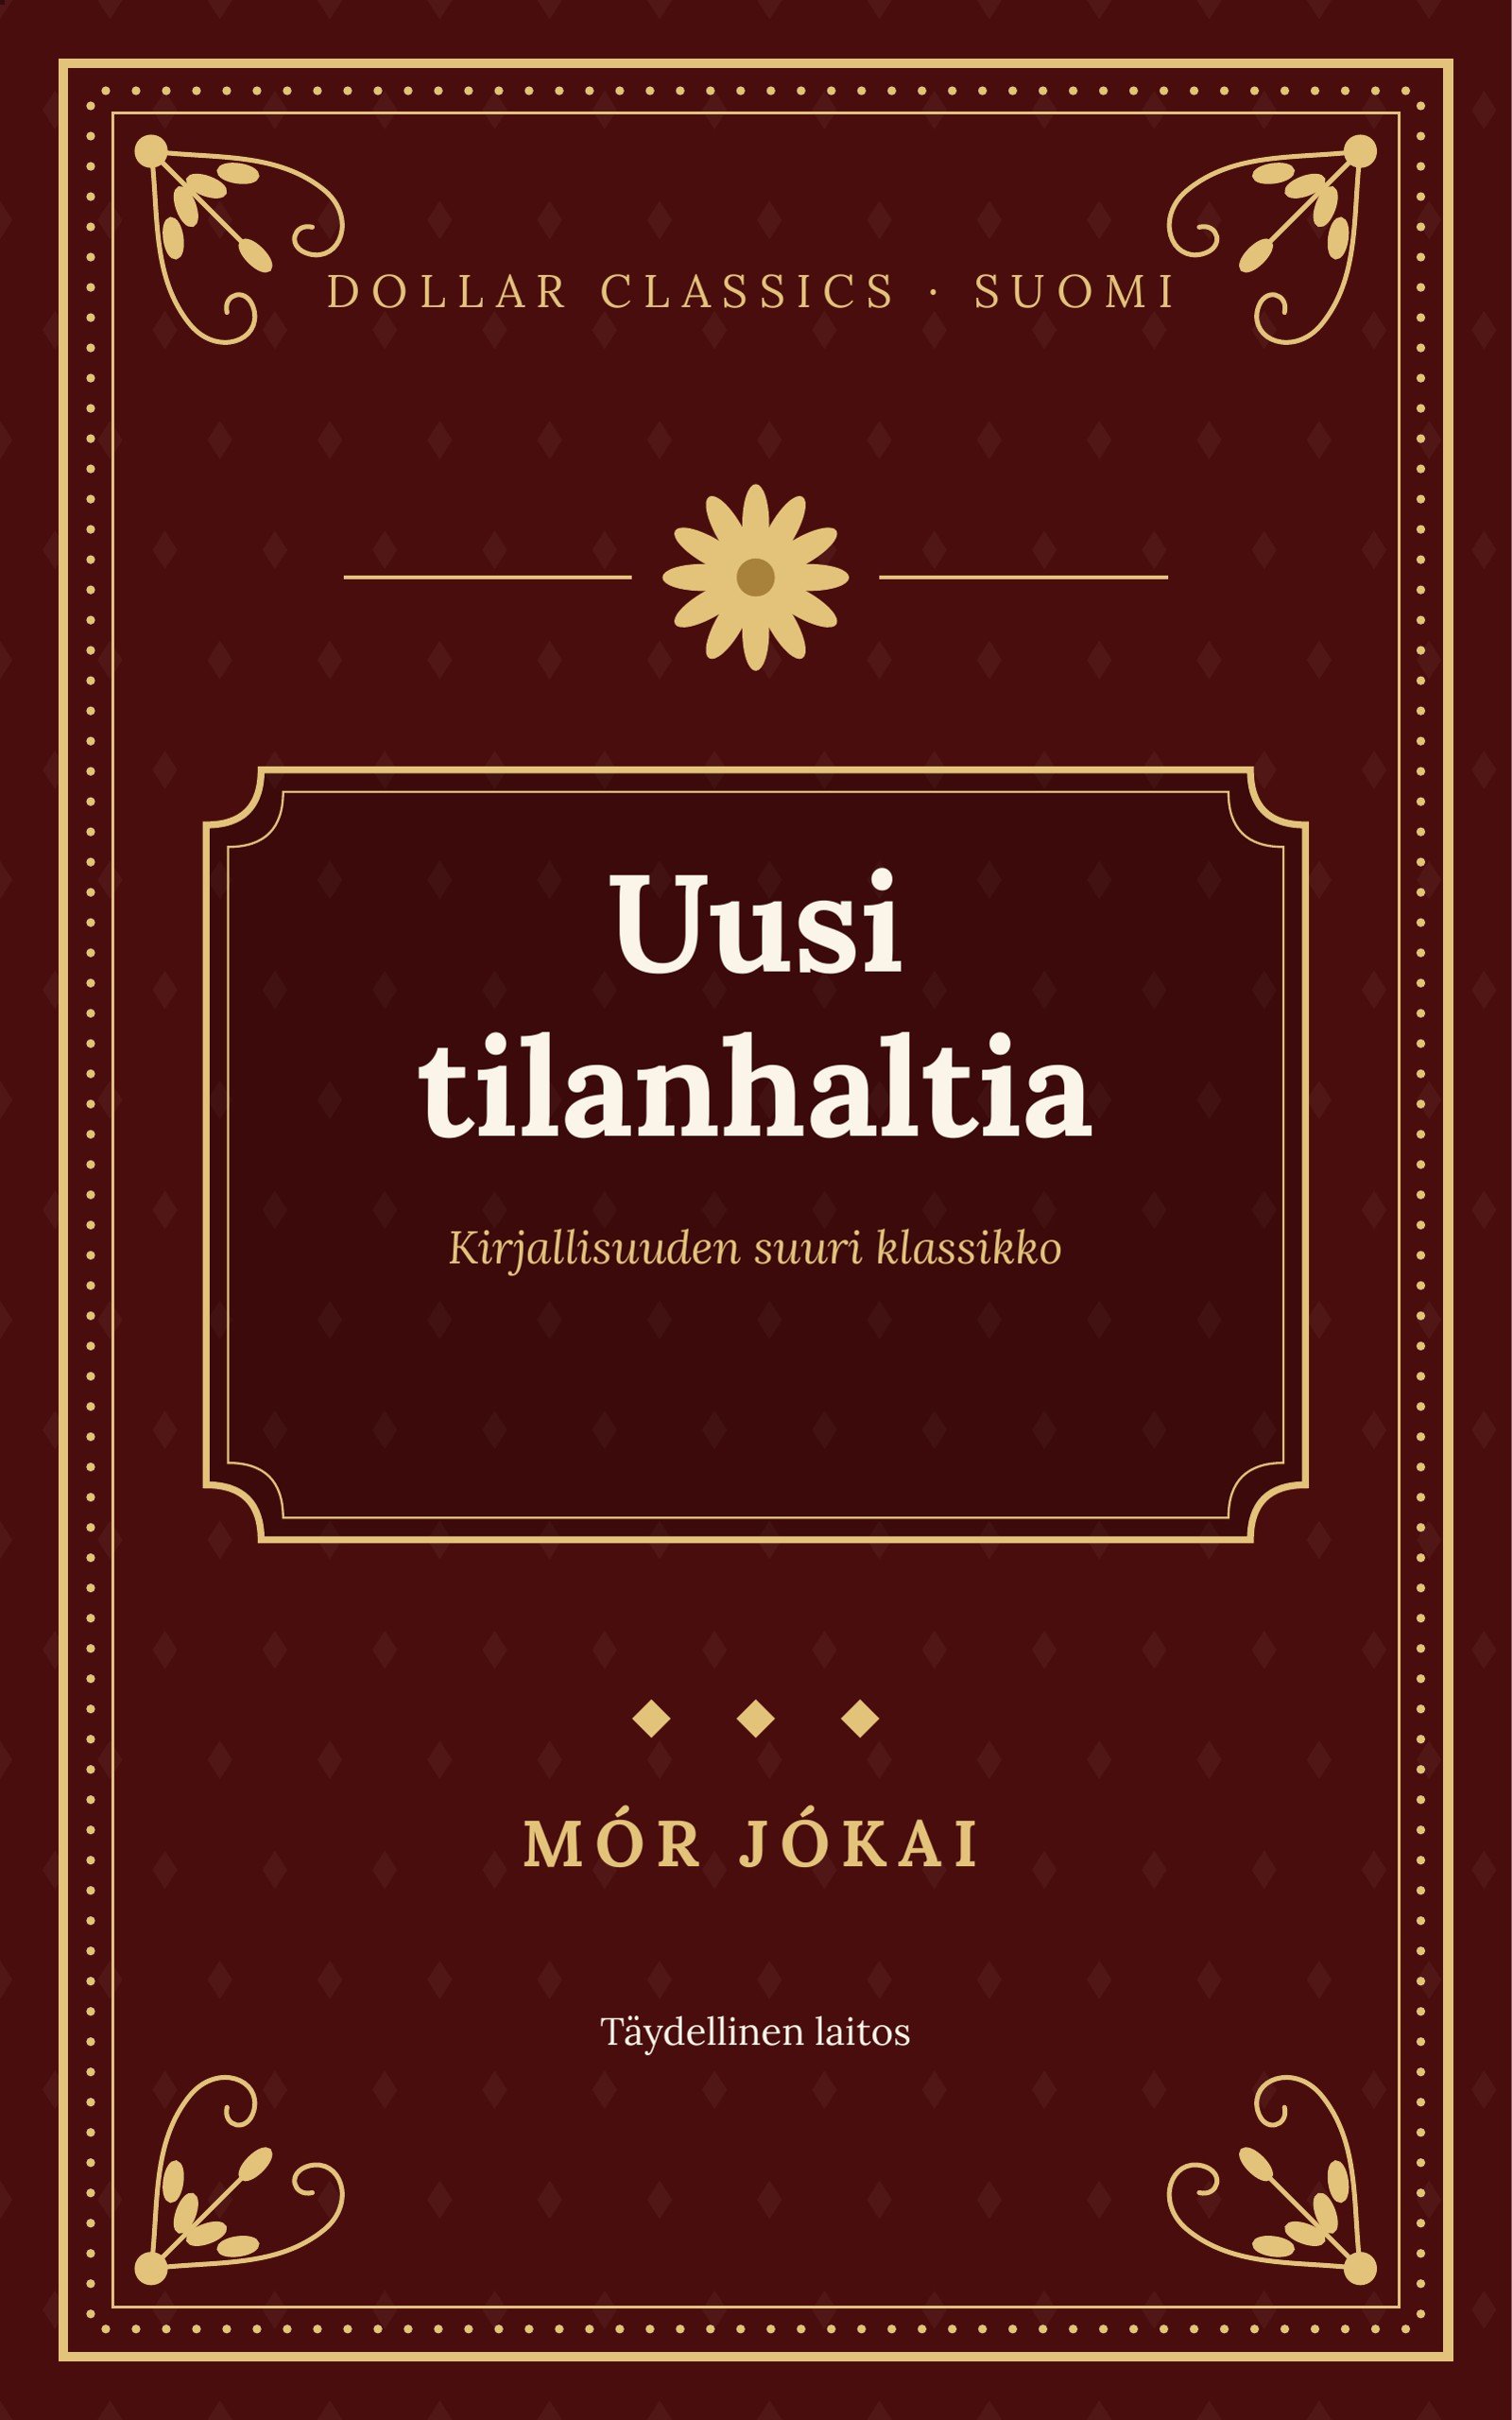 DOLLAR CLASSICS · SUOMI
Uusi
tilanhaltia
Kirjallisuuden suuri klassikko
MÓR JÓKAI
Täydellinen laitos